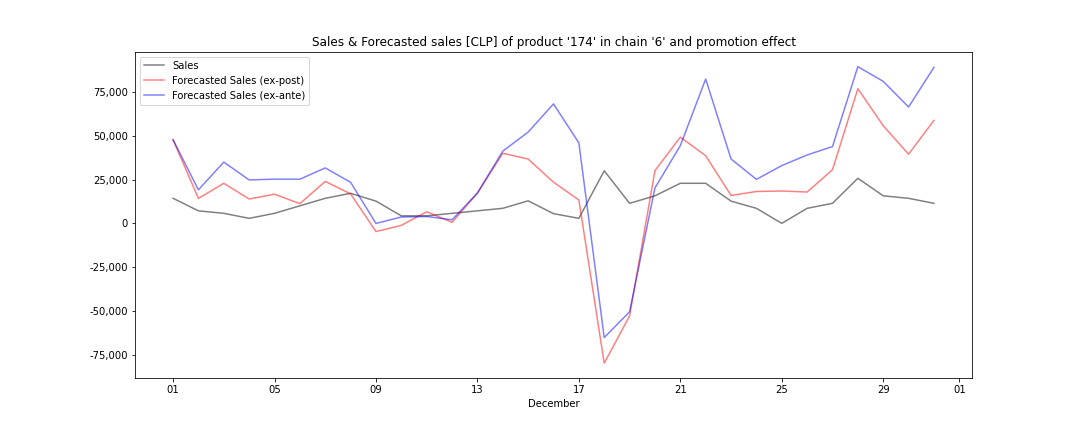 Sales & Forecasted sales [CLP] of product '174' in chain '6' and promotion effect
Sales
Forecasted Sales (ex-post)
Forecasted Sales (ex-ante)
75,000
50,000
25,000
0
-25,000
-50,000
-75,000
01 05 09 13 17 21 25 29 01
December